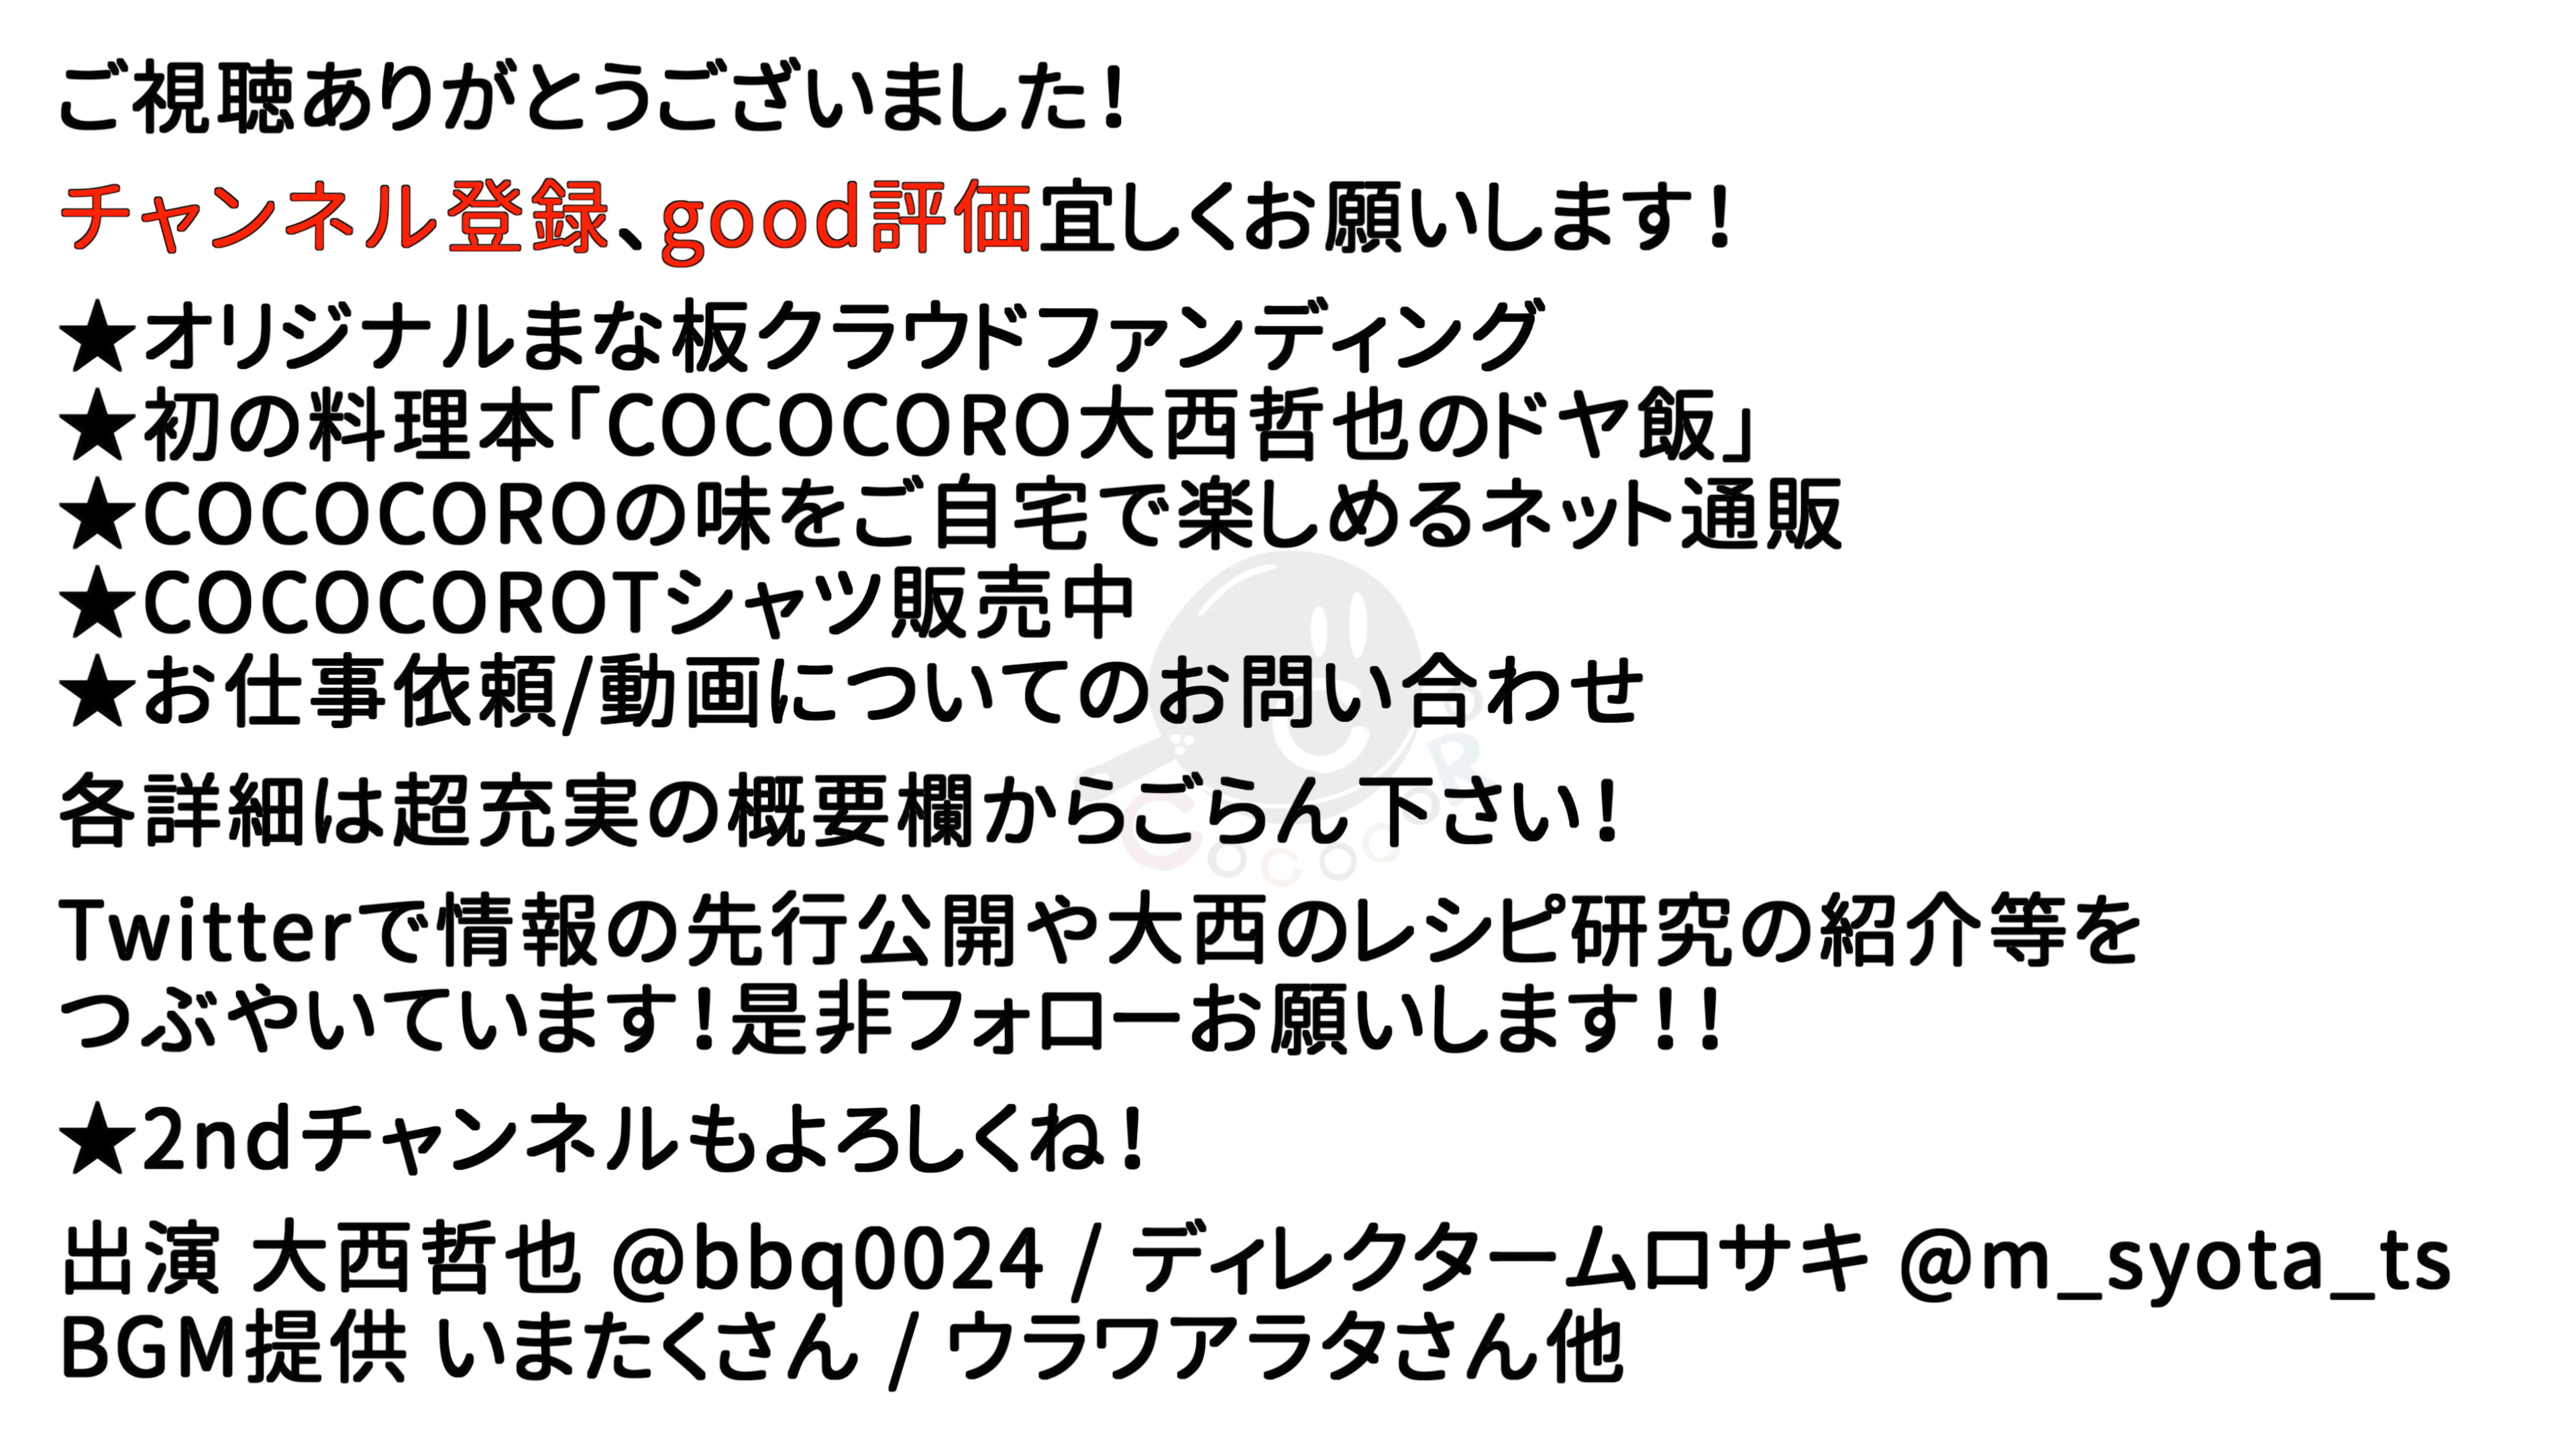 ご視聴ありがとうございました！
チャンネル登録、good評価宜しくお願いします！
★オリジナルまな板クラウドファンディング
★初の料理本「COCOCORO大西哲也のドヤ飯」
★COCOCOROの味をご自宅で楽しめるネット通販
★COCOCOROTシャツ販売中
★お仕事依頼/動画についてのお問い合わせ
各詳細は超充実の概要欄からごらん下さい！
Twitterで情報の先行公開や大西のレシピ研究の紹介等を
つぶやいています！是非フォローお願いします！！
★2ndチャンネルもよろしくね！
出演 大西哲也 @bbq0024 / ディレクタームロサキ @m_syota_ts
BGM提供 いまたくさん / ウラワアラタさん他
COCOCORO